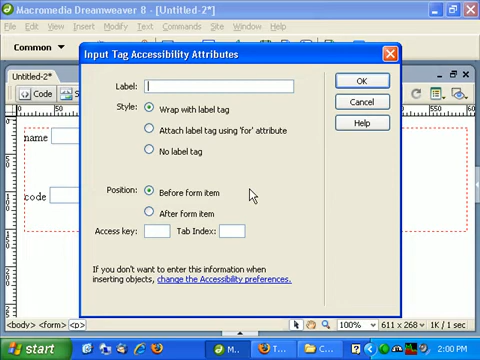 Macromedia Dreamweaver 8 - [Untitled-2*]
File Edit View Insert Modify Text Commands Site Window Help
Common
Input Tag Accessibility Attributes
Untitled-2*
Code
Label:
OK
Style:
Wrap with label tag
Cancel
Attach label tag using 'for' attribute
Help
No label tag
name
code
Position:
Before form item
After form item
Access key:
Tab Index:
If you don't want to enter this information when
inserting objects, change the Accessibility preferences.
<body> <form> <p>
100%
611 x 268
1K / 1 sec
start
M...
T...
C...
2:00 PM